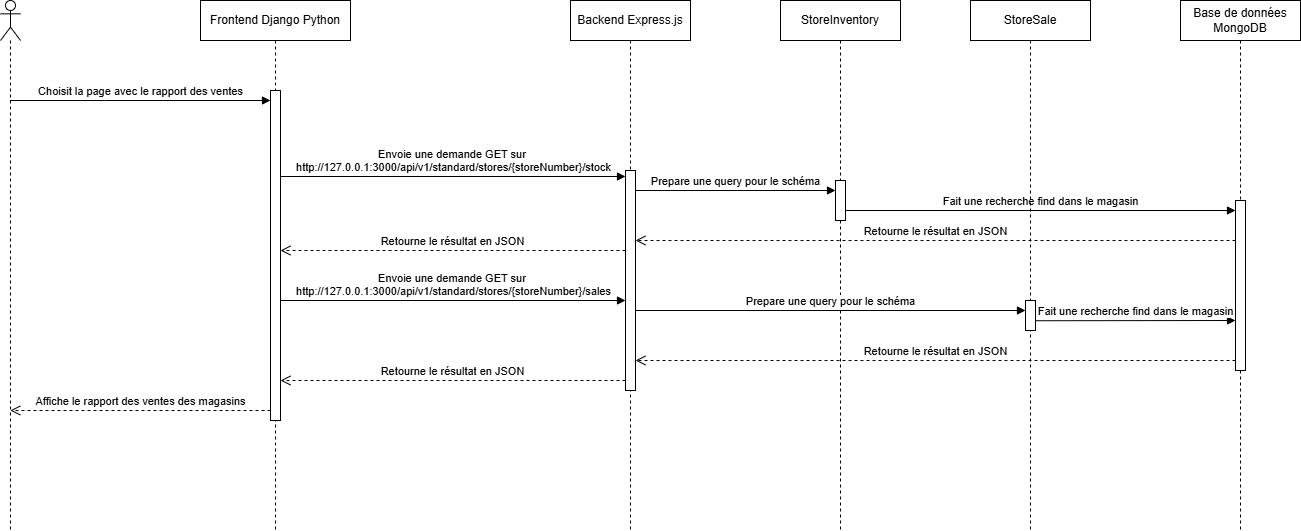 Frontend Django Python
Backend Express.js
StoreInventory
StoreSale
Base de données
MongoDB
Choisit la page avec le rapport des ventes
Envoie une demande GET sur
http://127.0.0.1:3000/api/v1/standard/stores/{storeNumber}/stock
Prepare une query pour le schéma
Fait une recherche find dans le magasin
Retourne le résultat en JSON
Retourne le résultat en JSON
Envoie une demande GET sur
http://127.0.0.1:3000/api/v1/standard/stores/{storeNumber}/sales
Prepare une query pour le schéma
Fait une recherche find dans le magasin
Retourne le résultat en JSON
Retourne le résultat en JSON
Affiche le rapport des ventes des magasins